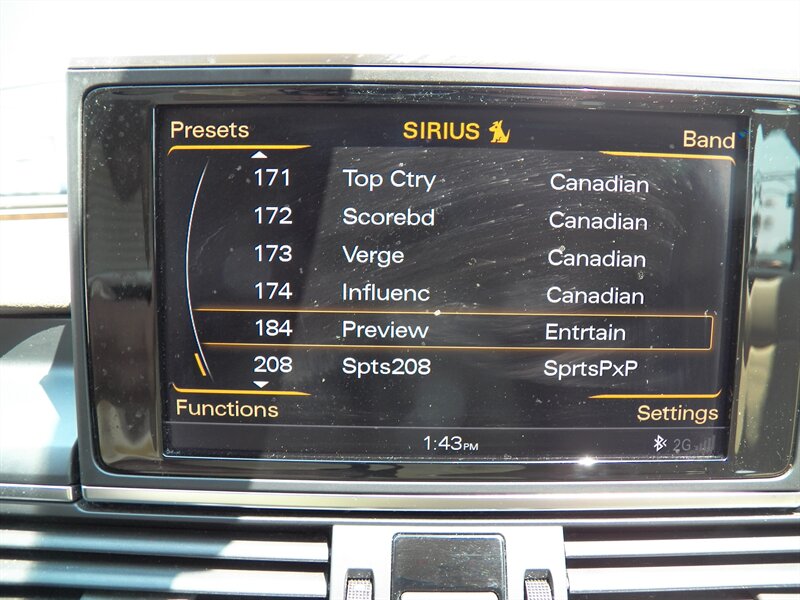 Presets SIRIUS Band
171 Top Ctry Canadian
172 Scorebd Canadian
173 Verge Canadian
174 Influenc Canadian
184 Preview Entrtain
208 Spts208 SprtsPxP
Functions Settings
1:43PM 2G